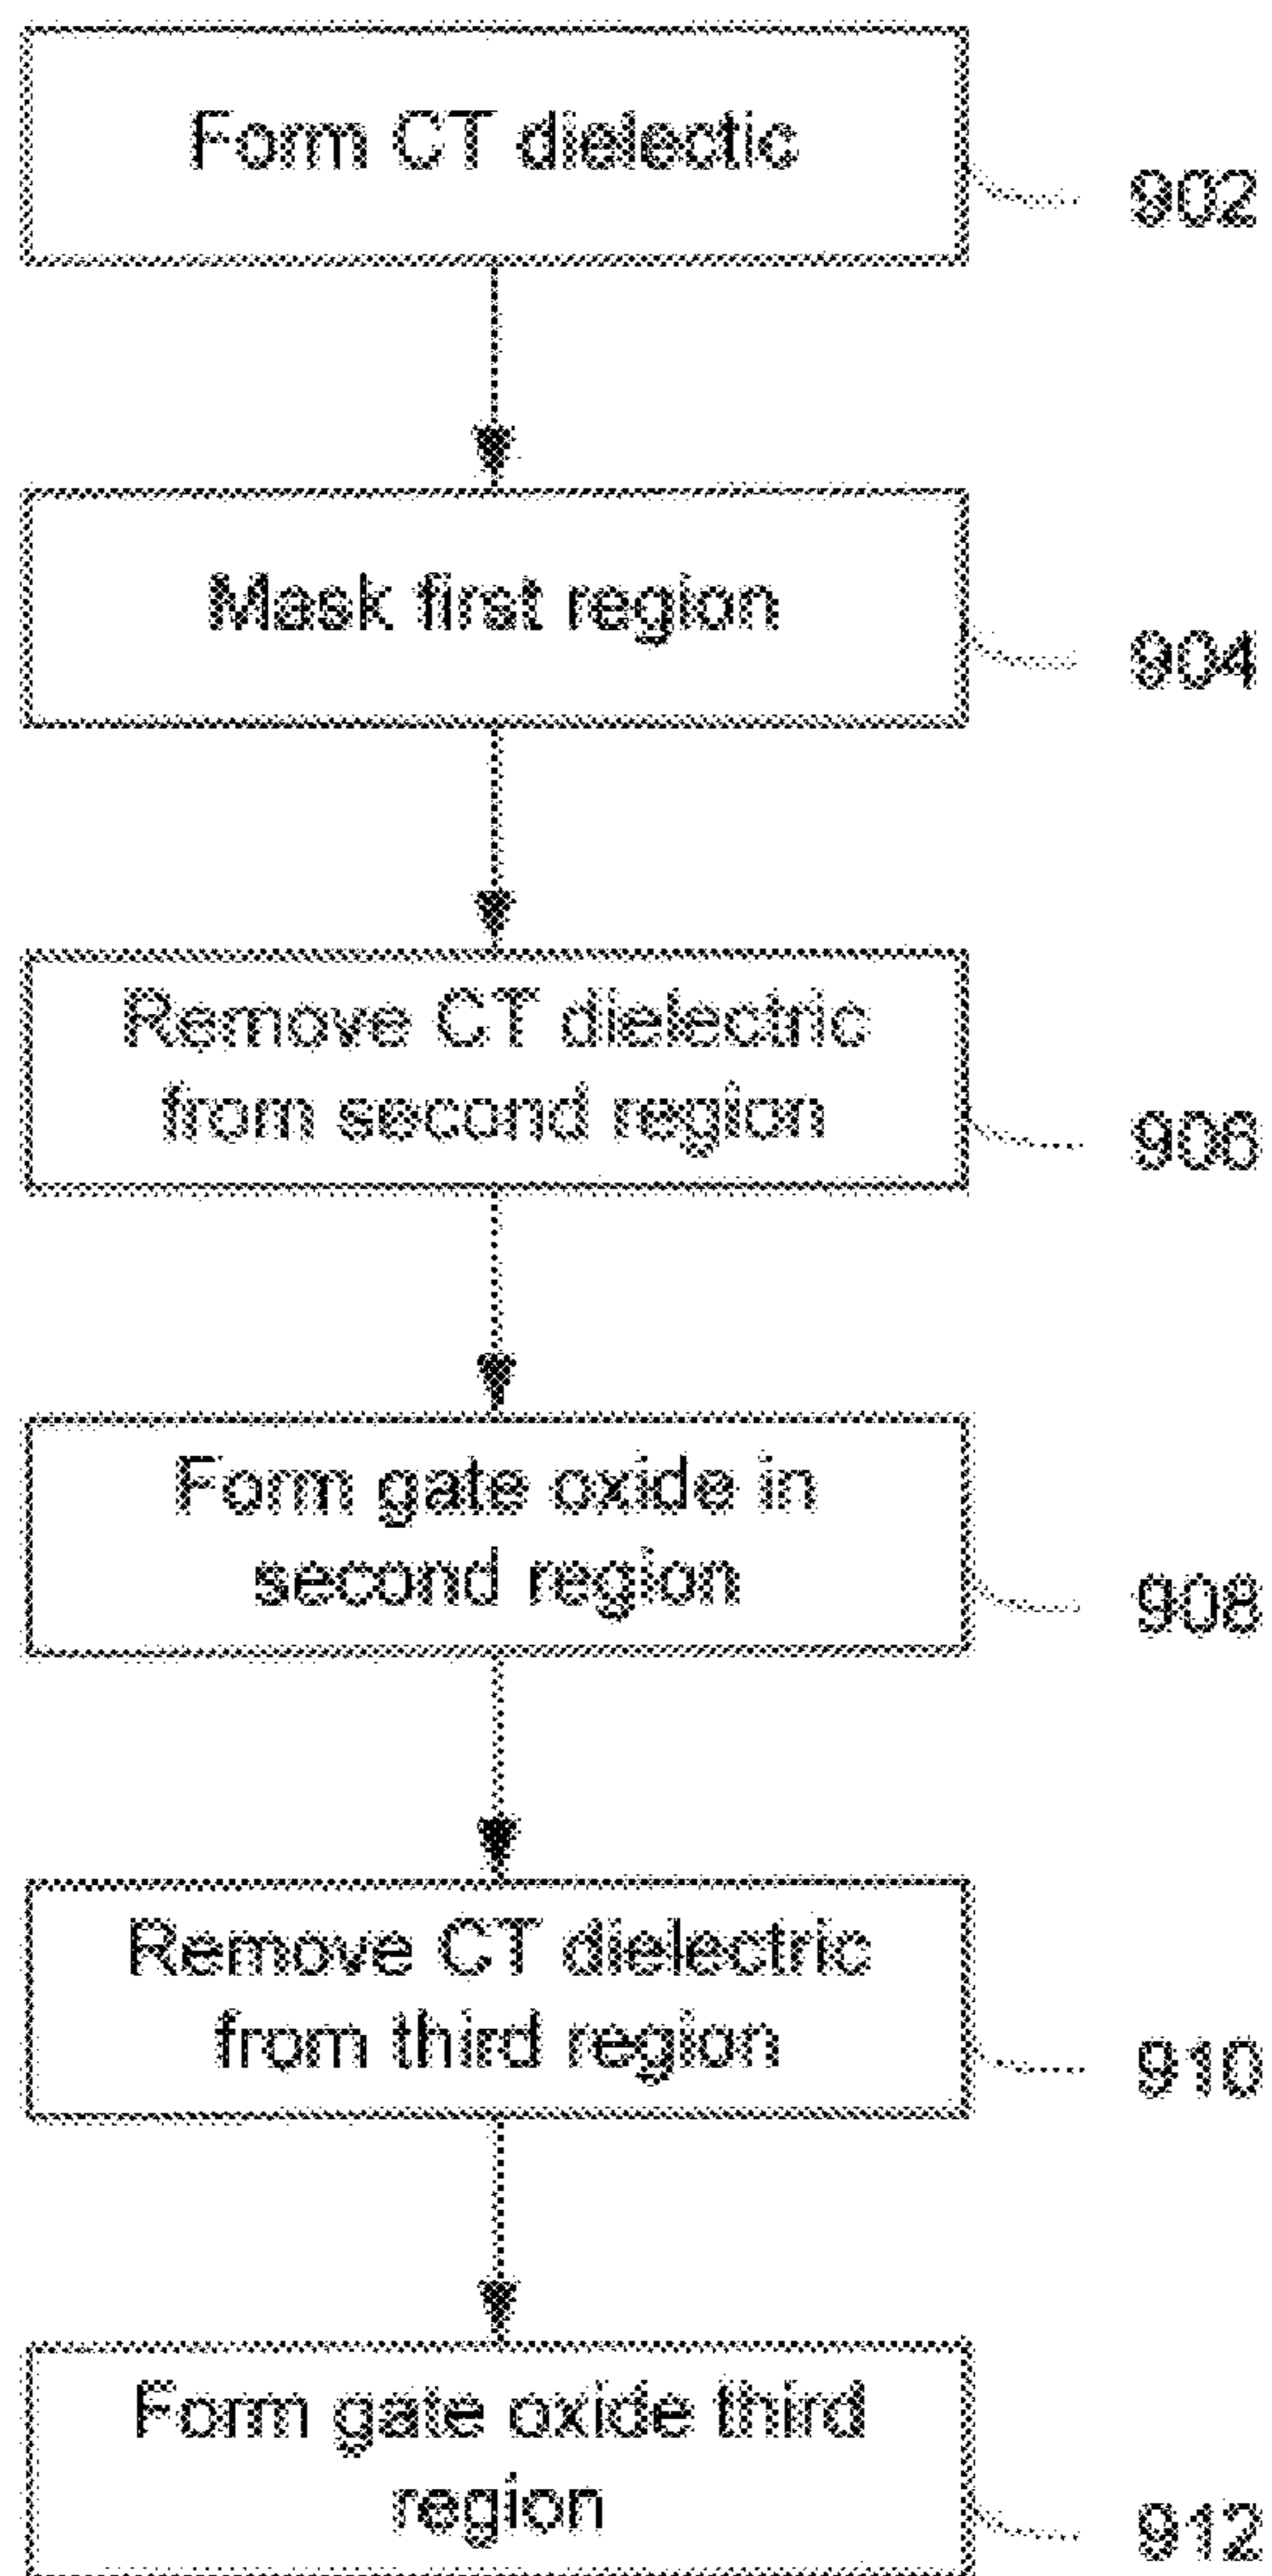 Form CT dielectic
902
Mask first region
904
Remove CT dielectric
from second region
906
Form gate oxide in
second region
908
Remove CT dielectric
from third region
910
Form gate oxide third
region
912